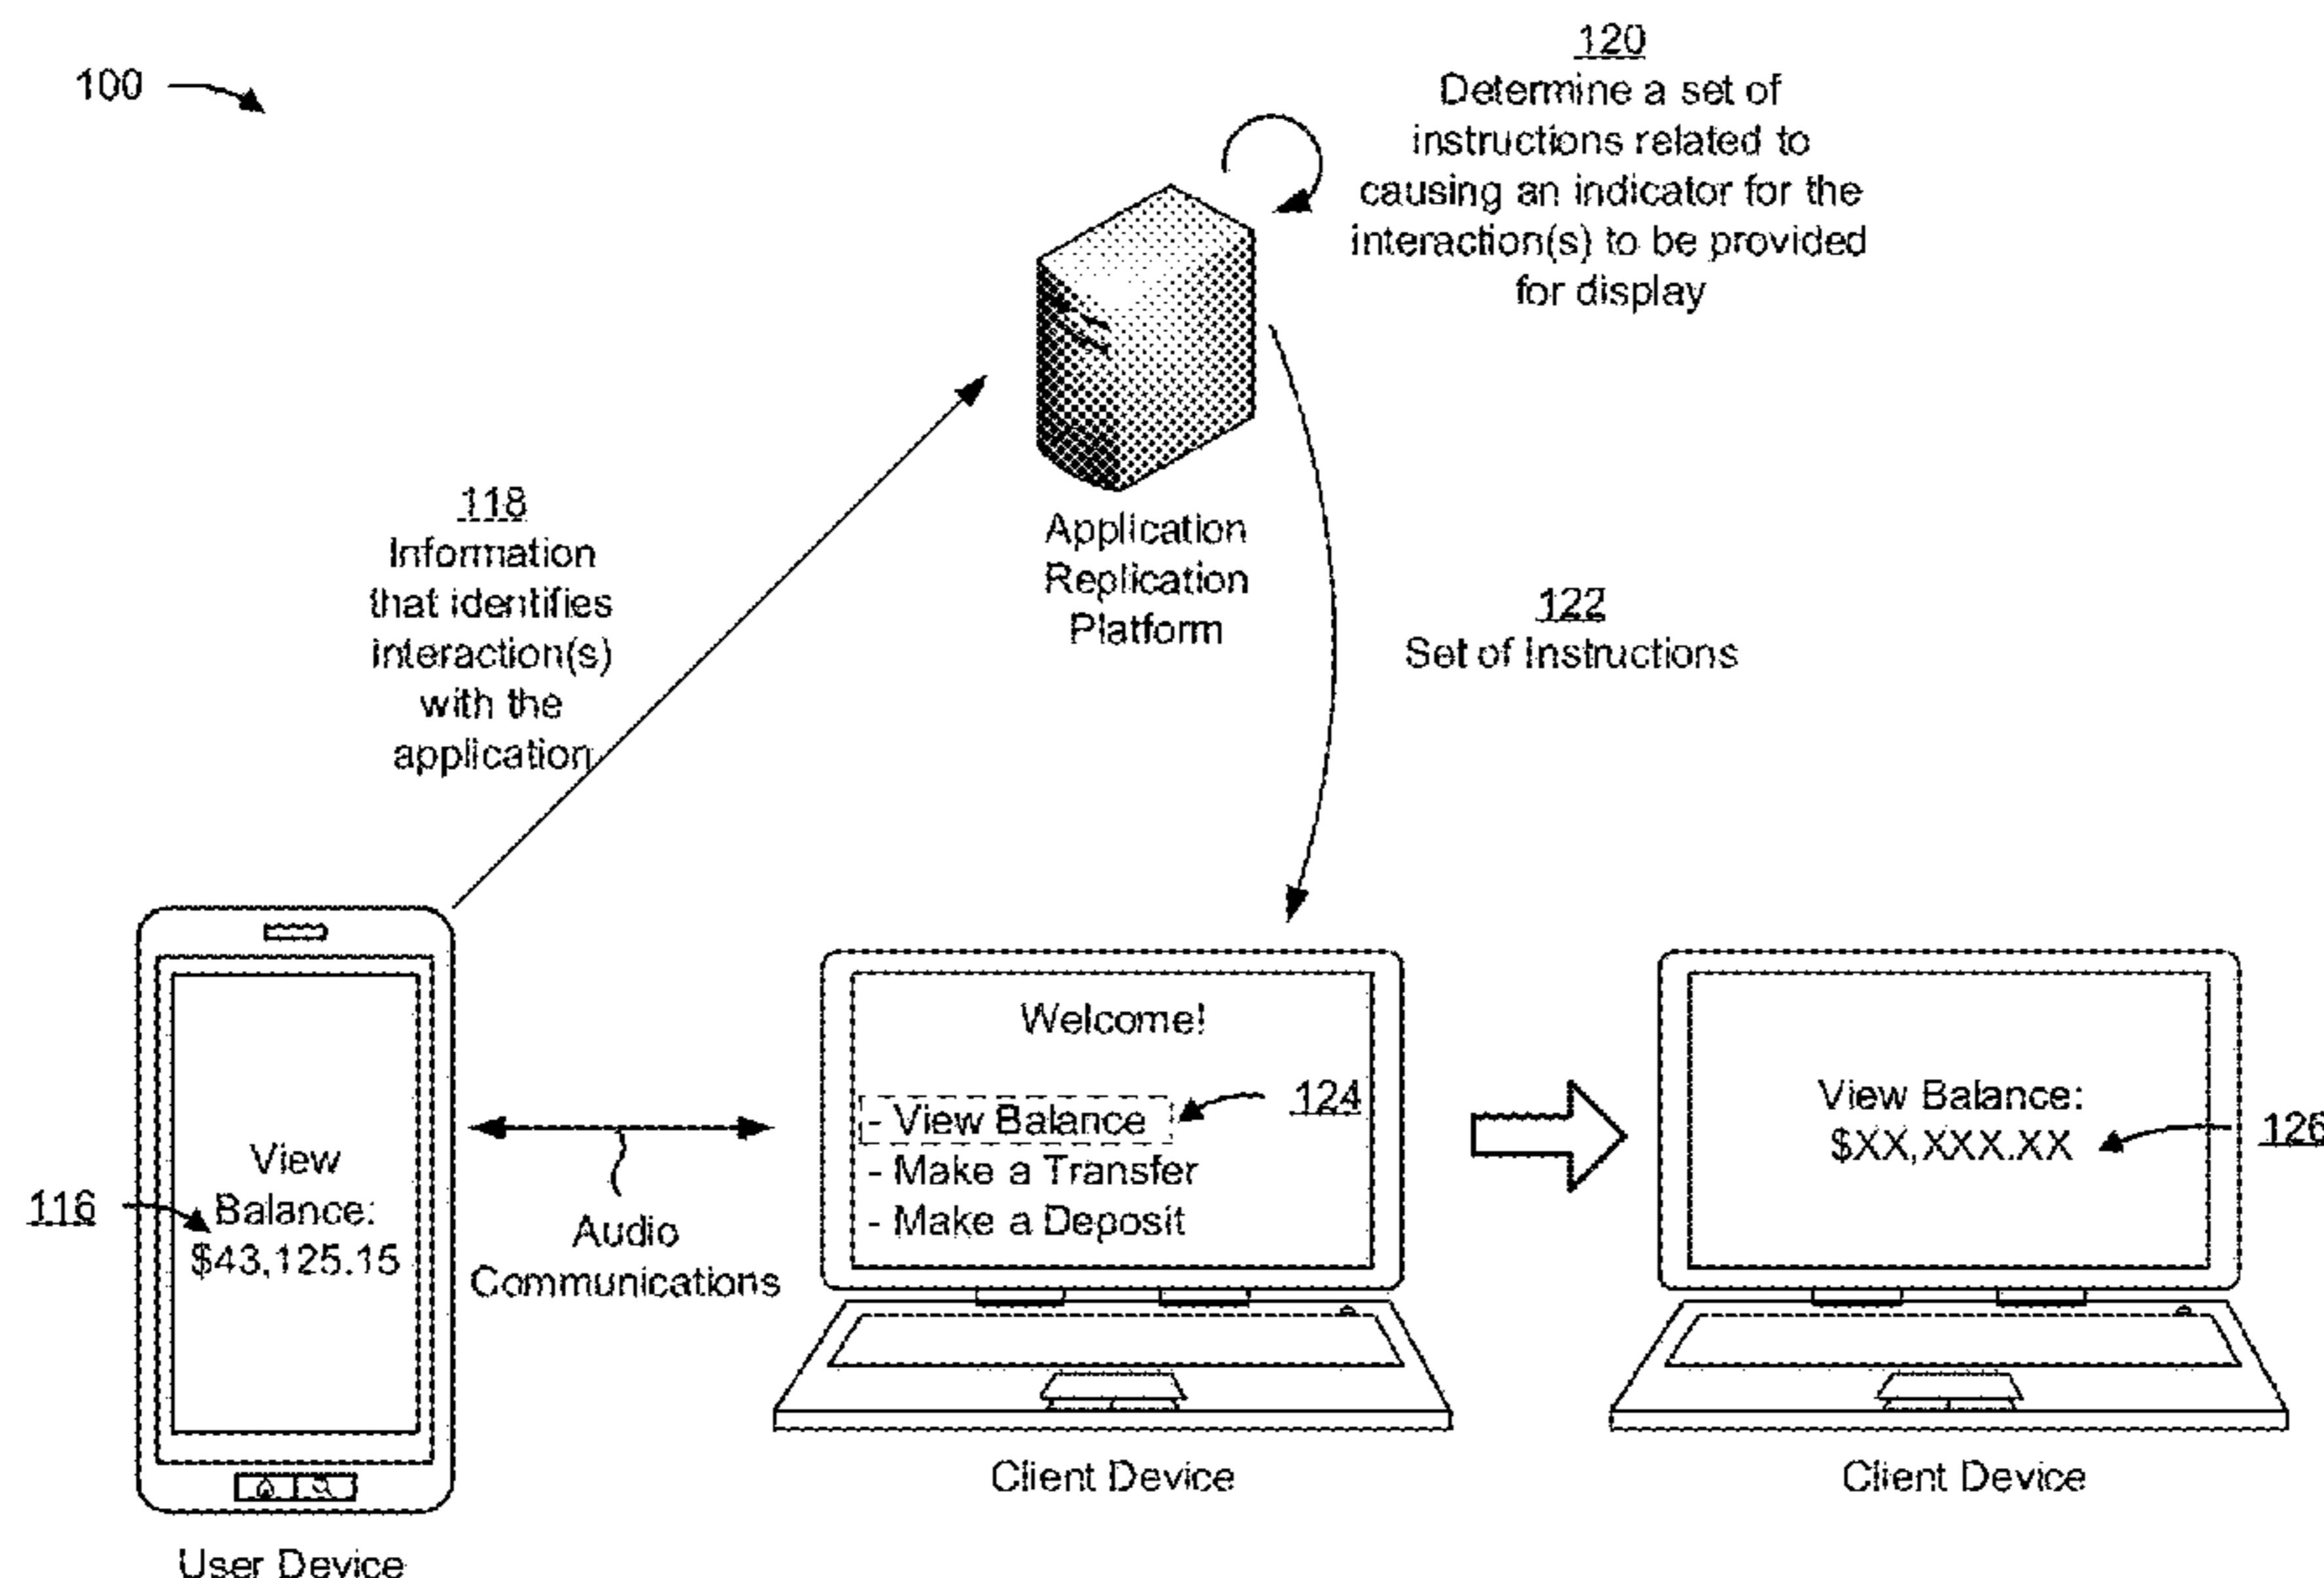 100
120
Determine a set of
instructions related to
causing an indicator for the
interaction(s) to be provided
for display
118
Information
that identifies
interaction(s)
with the
application
Application
Replication
Platform
122
Set of Instructions
116
View
Balance:
$43,125.15
Audio
Communications
Welcome!
- View Balance
124
- Make a Transfer
- Make a Deposit
View Balance:
$XX,XXX.XX
126
User Device
Client Device
Client Device